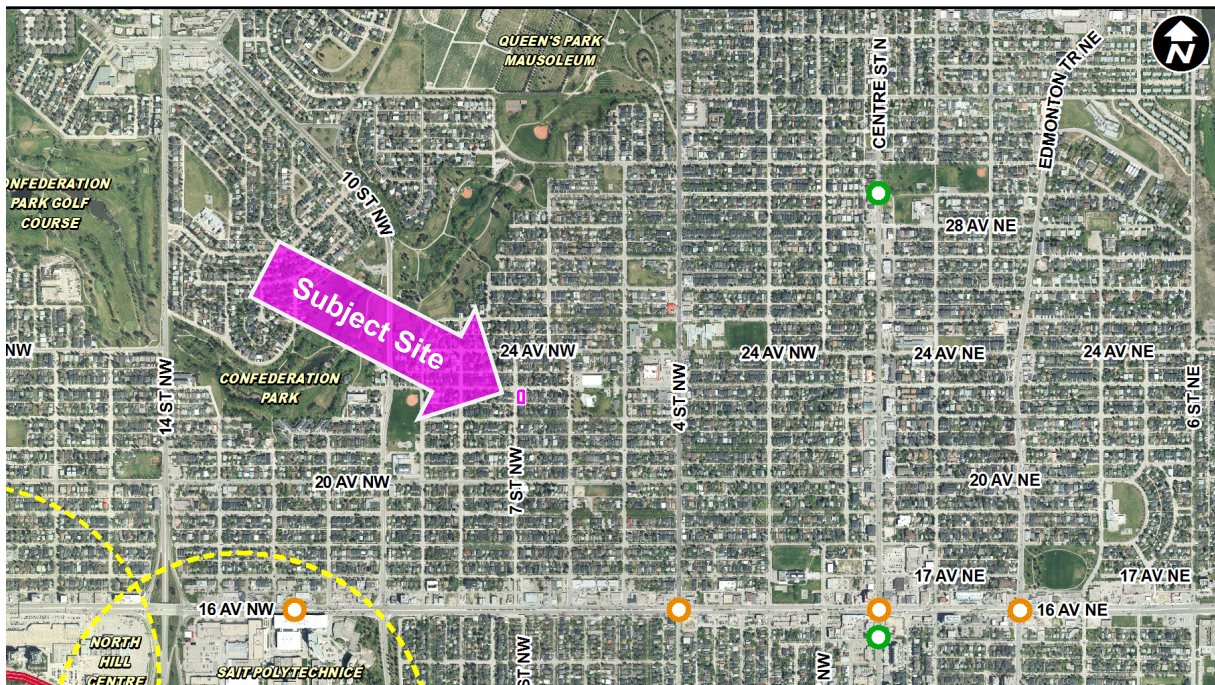 QUEEN'S PARK
MAUSOLEUM
N
CENTRE ST N
EDMONTON TR NE
ONFEDERATION
PARK GOLF
COURSE
10 ST NW
28 AV NE
Subject Site
NW
24 AV NW
24 AV NW
24 AV NE
24 AV NE
CONFEDERATION
PARK
14 ST NW
4 ST NW
6 ST NE
20 AV NW
7 ST NW
20 AV NE
17 AV NE
17 AV NE
16 AV NW
16 AV NE
NORTH
HILL
CENTRE
SAIT POLYTECHNICE
ST NW
NW